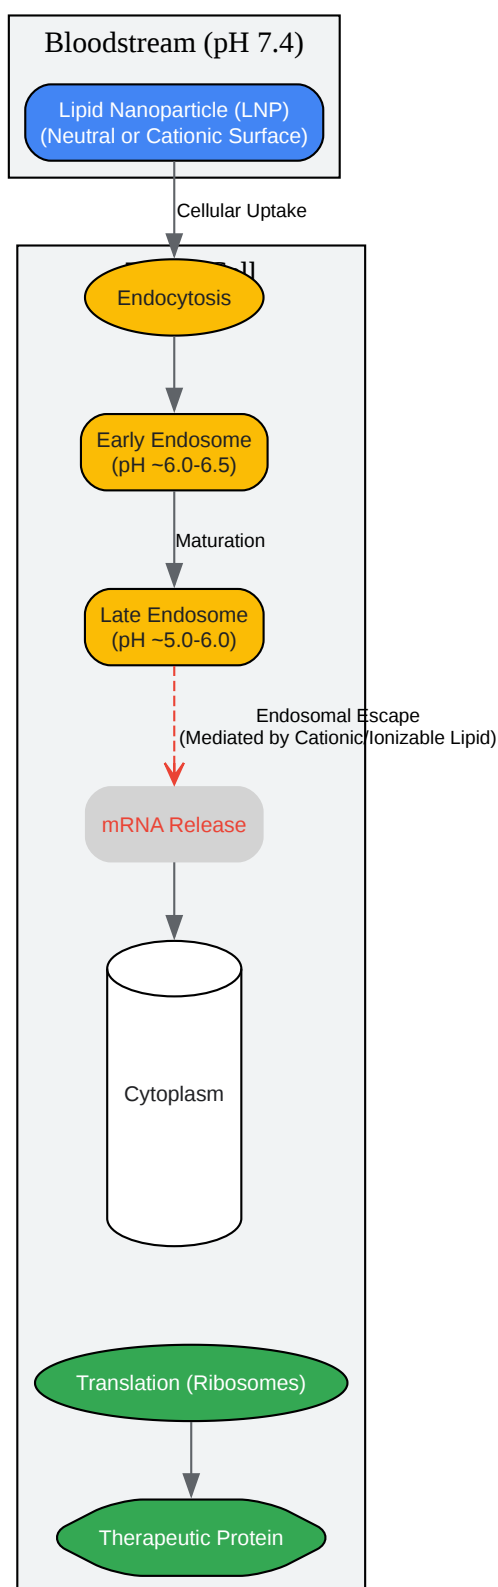 Bloodstream (pH 7.4)
Lipid Nanoparticle (LNP)
(Neutral or Cationic Surface)
Cellular Uptake
Endocytosis
Early Endosome
(pH ~6.0-6.5)
Maturation
Late Endosome
(pH ~5.0-6.0)
Endosomal Escape
(Mediated by Cationic/Ionizable Lipid)
mRNA Release
Cytoplasm
Translation (Ribosomes)
Therapeutic Protein